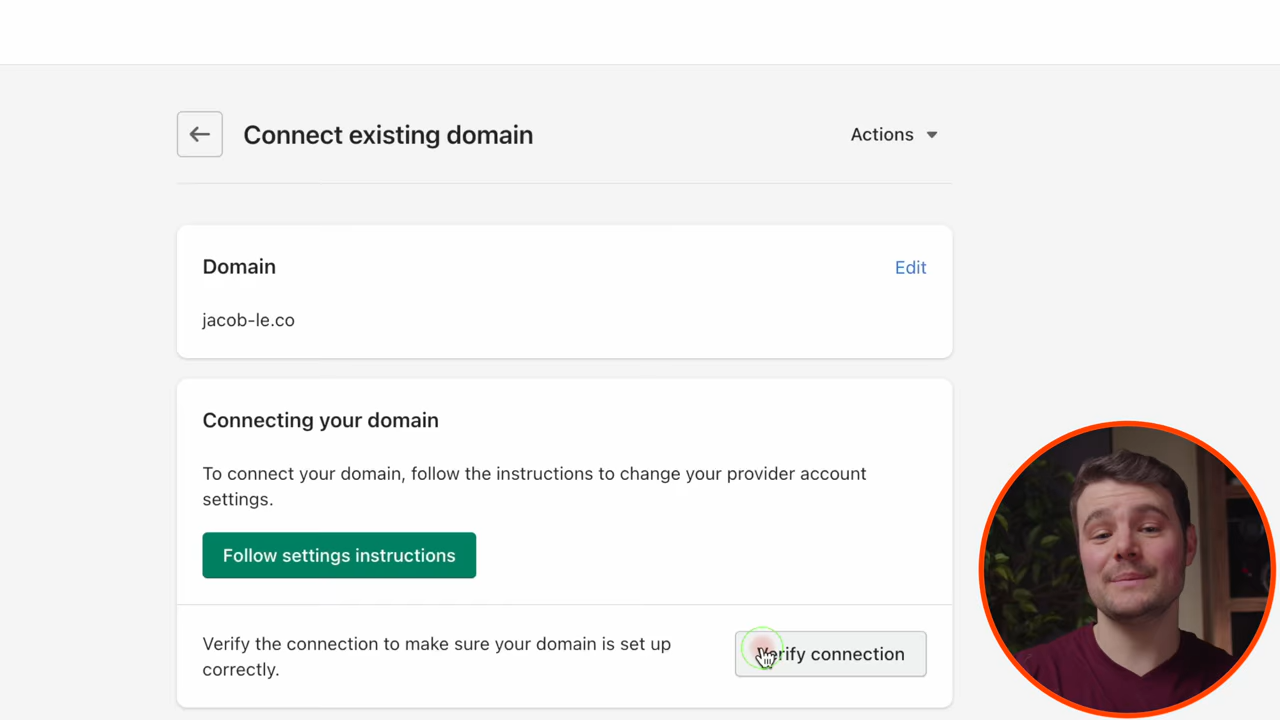 Connect existing domain
Actions
Domain
Edit
jacob-le.co
Connecting your domain
To connect your domain, follow the instructions to change your provider account
settings.
Follow settings instructions
Verify the connection to make sure your domain is set up
correctly.
Verify connection